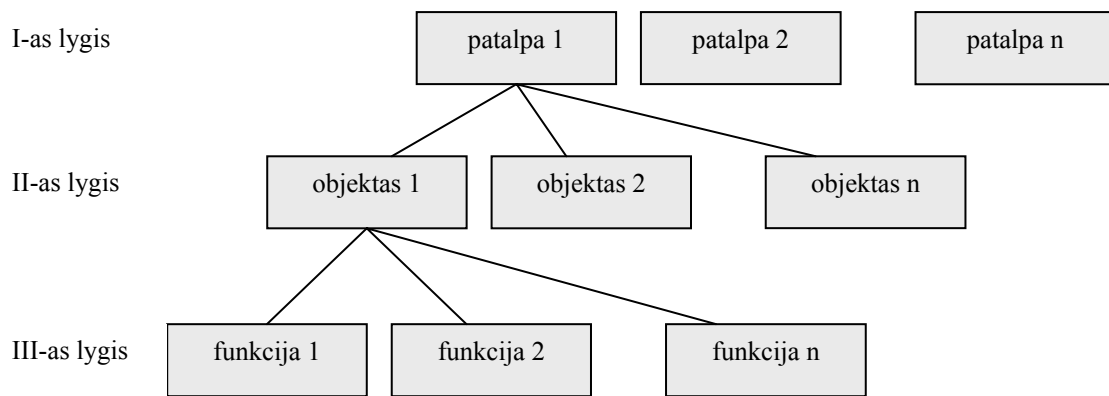 I-as lygis patalpa 1 patalpa 2 patalpa n
II-as lygis objektas 1 objektas 2 objektas n
III-as lygis funkcija 1 funkcija 2 funkcija n